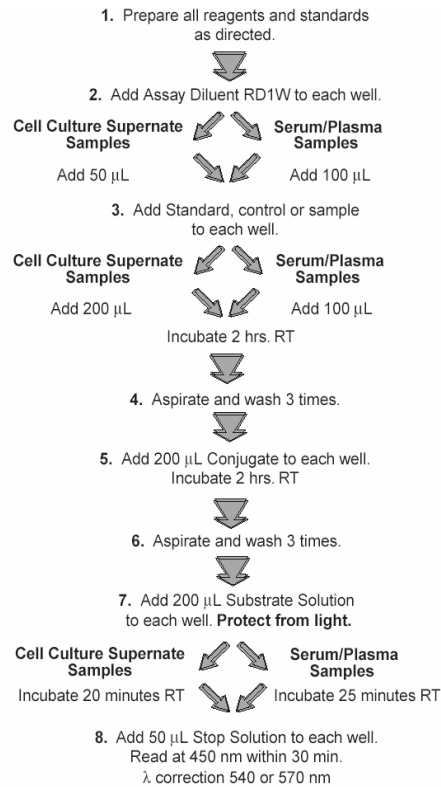 1. Prepare all reagents and standards
as directed.
2. Add Assay Diluent RD1W to each well.
Cell Culture Supernate
Samples
Add 50 µL
Serum/Plasma
Samples
Add 100 µL
3. Add Standard, control or sample
to each well.
Cell Culture Supernate
Samples
Add 200 µL
Serum/Plasma
Samples
Add 100 µL
Incubate 2 hrs. RT
4. Aspirate and wash 3 times.
5. Add 200 µL Conjugate to each well.
Incubate 2 hrs. RT
6. Aspirate and wash 3 times.
7. Add 200 µL Substrate Solution
to each well. Protect from light.
Cell Culture Supernate
Samples
Incubate 20 minutes RT
Serum/Plasma
Samples
Incubate 25 minutes RT
8. Add 50 µL Stop Solution to each well.
Read at 450 nm within 30 min.
λ correction 540 or 570 nm